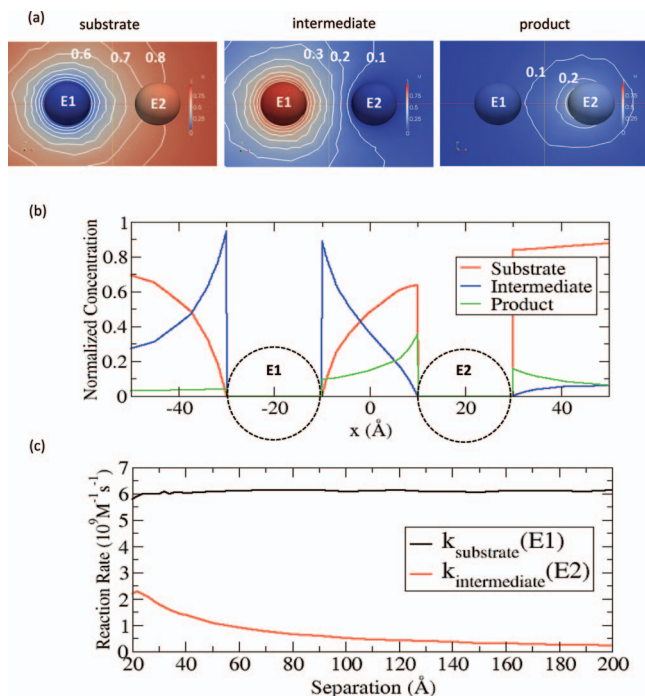 (a)
substrate intermediate product
0.6 0.7 0.8 0.3 0.2 0.1 0.1 0.2
E1 E2 E1 E2 E1 E2
(b)
Normalized Concentration
1
0.8
0.6
0.4
0.2
0
Substrate
Intermediate
Product
E1 E2
-40 -20 0 20 40
x (Å)
(c)
Reaction Rate (10⁹M⁻¹ s⁻¹)
7
6
5
4
3
2
1
0
k_substrate(E1)
k_intermediate(E2)
20 40 60 80 100 120 140 160 180 200
Separation (Å)